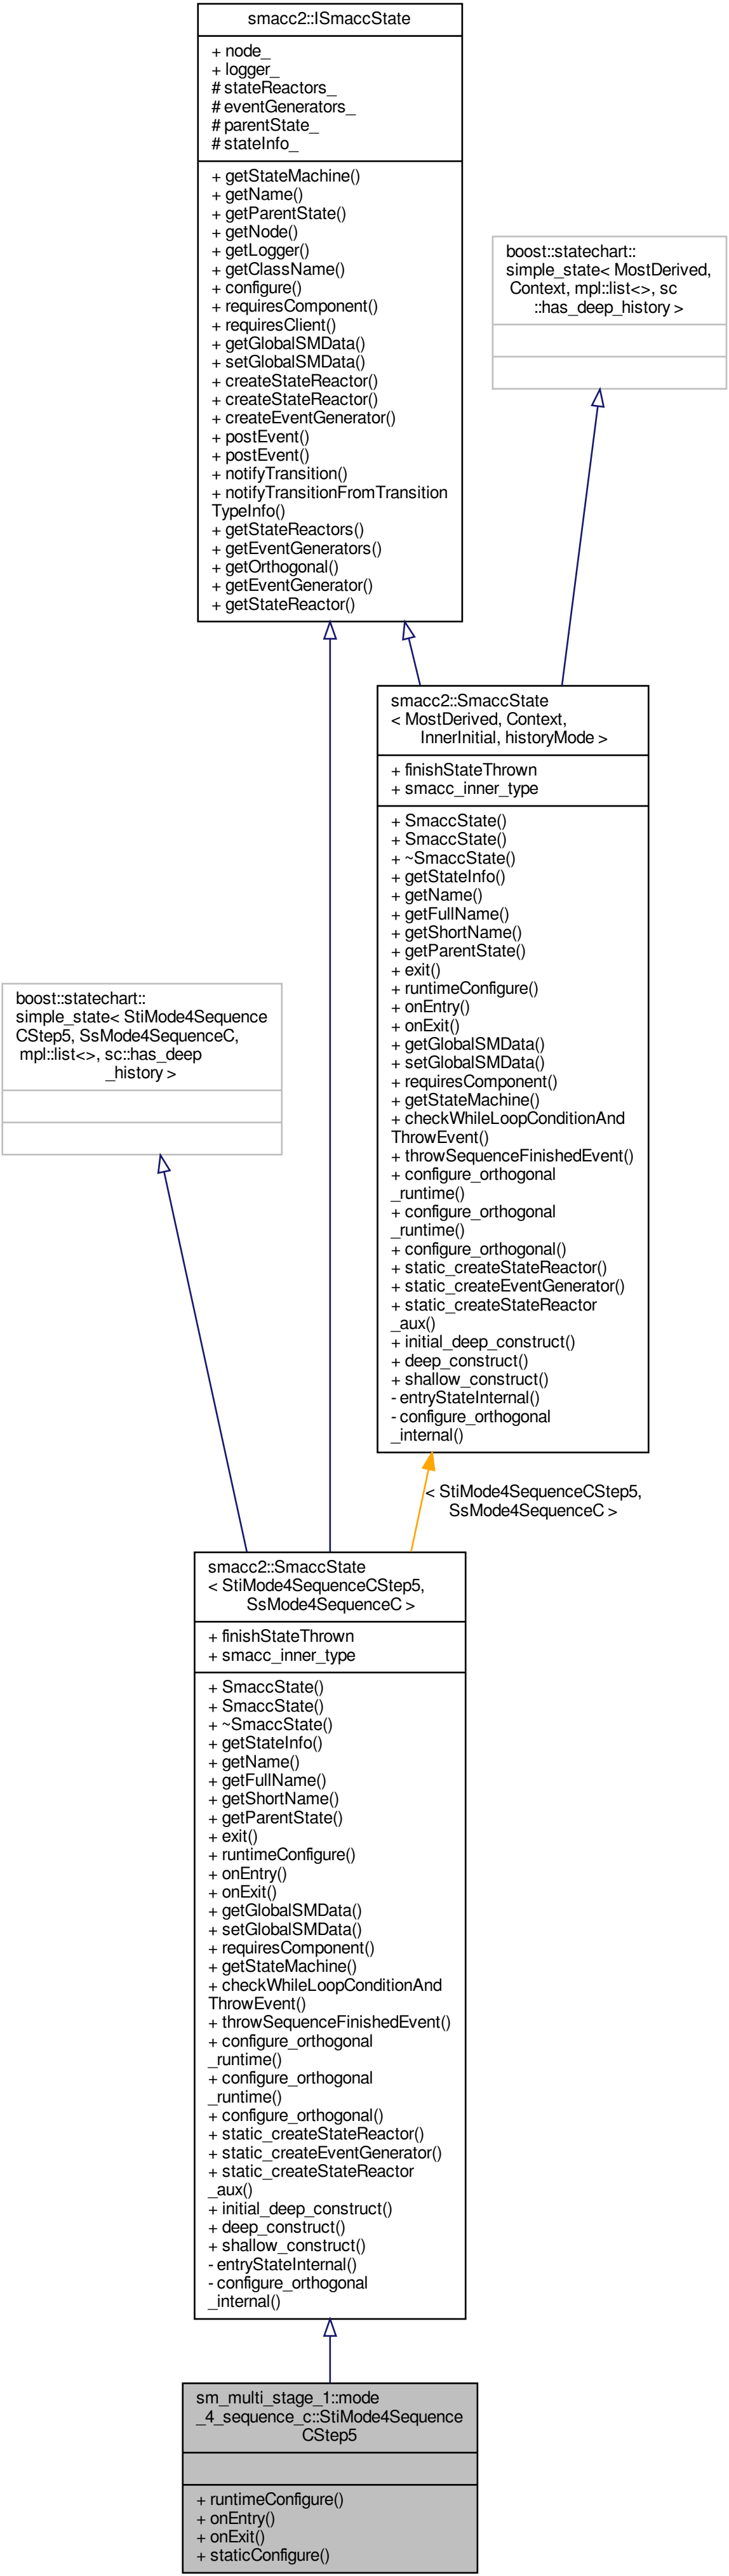 smacc2::ISmaccState
+ node_
+ logger_
# stateReactors_
# eventGenerators_
# parentState_
# stateInfo_
+ getStateMachine()
+ getName()
+ getParentState()
+ getNode()
+ getLogger()
+ getClassName()
+ configure()
+ requiresComponent()
+ requiresClient()
+ getGlobalSMData()
+ setGlobalSMData()
+ createStateReactor()
+ createStateReactor()
+ createEventGenerator()
+ postEvent()
+ postEvent()
+ notifyTransition()
+ notifyTransitionFromTransition
TypeInfo()
+ getStateReactors()
+ getEventGenerators()
+ getOrthogonal()
+ getEventGenerator()
+ getStateReactor()
boost::statechart::
simple_state< MostDerived,
Context, mpl::list<>, sc
::has_deep_history >
smacc2::SmaccState
< MostDerived, Context,
InnerInitial, historyMode >
+ finishStateThrown
+ smacc_inner_type
+ SmaccState()
+ SmaccState()
+ ~SmaccState()
+ getStateInfo()
+ getName()
+ getFullName()
+ getShortName()
+ getParentState()
+ exit()
+ runtimeConfigure()
+ onEntry()
+ onExit()
+ getGlobalSMData()
+ setGlobalSMData()
+ requiresComponent()
+ getStateMachine()
+ checkWhileLoopConditionAnd
ThrowEvent()
+ throwSequenceFinishedEvent()
+ configure_orthogonal
_runtime()
+ configure_orthogonal
_runtime()
+ configure_orthogonal()
+ static_createStateReactor()
+ static_createEventGenerator()
+ static_createStateReactor
_aux()
+ initial_deep_construct()
+ deep_construct()
+ shallow_construct()
- entryStateInternal()
- configure_orthogonal
_internal()
boost::statechart::
simple_state< StiMode4Sequence
CStep5, SsMode4SequenceC,
mpl::list<>, sc::has_deep
_history >
< StiMode4SequenceCStep5,
SsMode4SequenceC >
smacc2::SmaccState
< StiMode4SequenceCStep5,
SsMode4SequenceC >
+ finishStateThrown
+ smacc_inner_type
+ SmaccState()
+ SmaccState()
+ ~SmaccState()
+ getStateInfo()
+ getName()
+ getFullName()
+ getShortName()
+ getParentState()
+ exit()
+ runtimeConfigure()
+ onEntry()
+ onExit()
+ getGlobalSMData()
+ setGlobalSMData()
+ requiresComponent()
+ getStateMachine()
+ checkWhileLoopConditionAnd
ThrowEvent()
+ throwSequenceFinishedEvent()
+ configure_orthogonal
_runtime()
+ configure_orthogonal
_runtime()
+ configure_orthogonal()
+ static_createStateReactor()
+ static_createEventGenerator()
+ static_createStateReactor
_aux()
+ initial_deep_construct()
+ deep_construct()
+ shallow_construct()
- entryStateInternal()
- configure_orthogonal
_internal()
sm_multi_stage_1::mode
_4_sequence_c::StiMode4Sequence
CStep5
+ runtimeConfigure()
+ onEntry()
+ onExit()
+ staticConfigure()